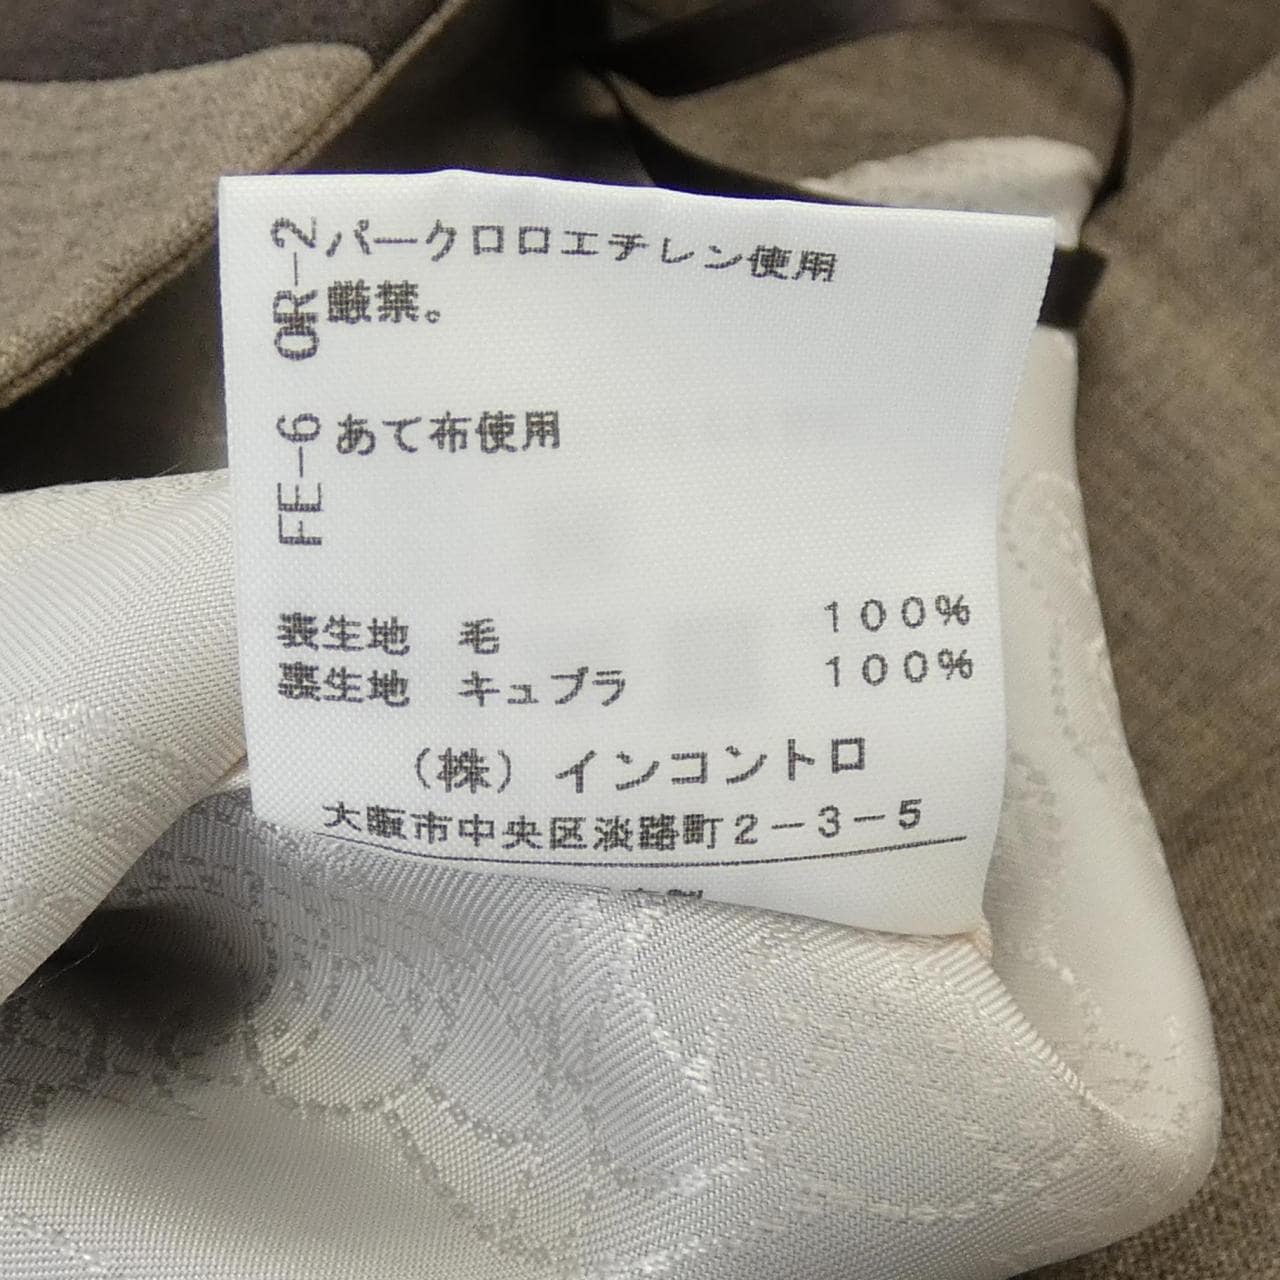 OR-2 パークロロエチレン使用
厳禁。
FE-6 あて布使用
表生地 毛 100%
裏生地 キュプラ 100%
(株) インコントロ
大阪市中央区淡路町2-3-5